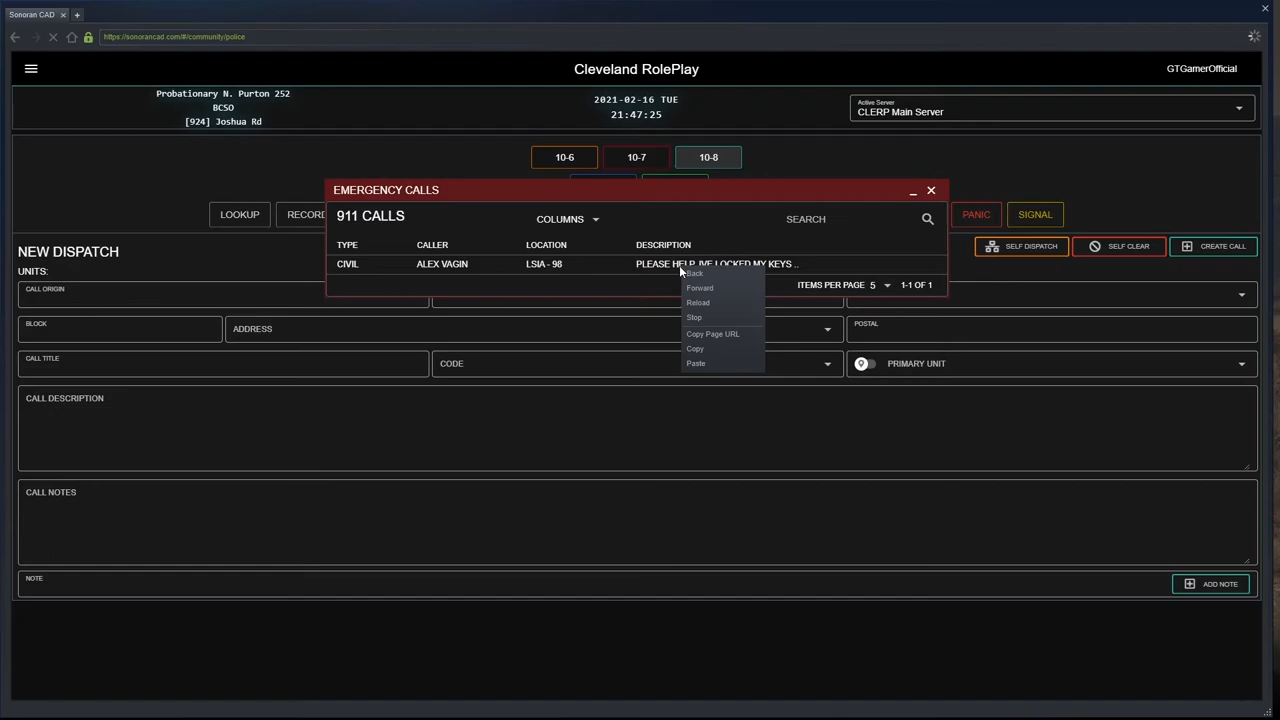 Sonoran CAD
https://sonorancad.com/#/community/police
Cleveland RolePlay
GTGamerOfficial
Probationary N. Purton 252
BCSO
[924] Joshua Rd
2021-02-16 TUE
21:47:25
Active Server
CLERP Main Server
10-6
10-7
10-8
EMERGENCY CALLS
911 CALLS
COLUMNS
SEARCH
TYPE
CALLER
LOCATION
DESCRIPTION
CIVIL
ALEX VAGIN
LSIA - 98
PLEASE HELP, IVE LOCKED MY KEYS ..
ITEMS PER PAGE 5
1-1 OF 1
Back
Forward
Reload
Stop
Copy Page URL
Copy
Paste
LOOKUP
RECORD
PANIC
SIGNAL
NEW DISPATCH
SELF DISPATCH
SELF CLEAR
CREATE CALL
UNITS:
CALL ORIGIN
BLOCK
ADDRESS
POSTAL
CALL TITLE
CODE
PRIMARY UNIT
CALL DESCRIPTION
CALL NOTES
NOTE
ADD NOTE